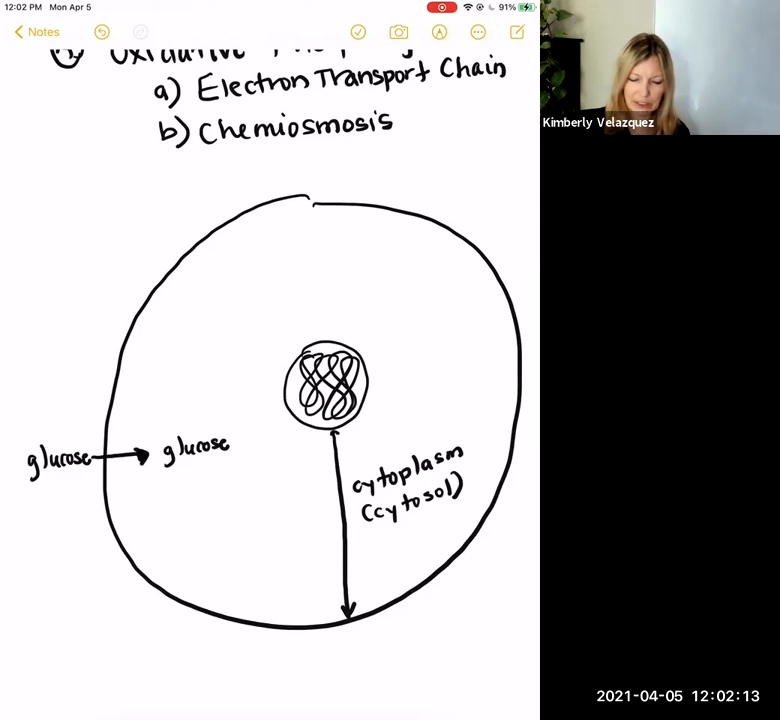 12:02 PM Mon Apr 5
91%
Notes
a) Electron Transport Chain
b) Chemiosmosis
glucose
glucose
cytoplasm
(cytosol)
Kimberly Velazquez
2021-04-05 12:02:13